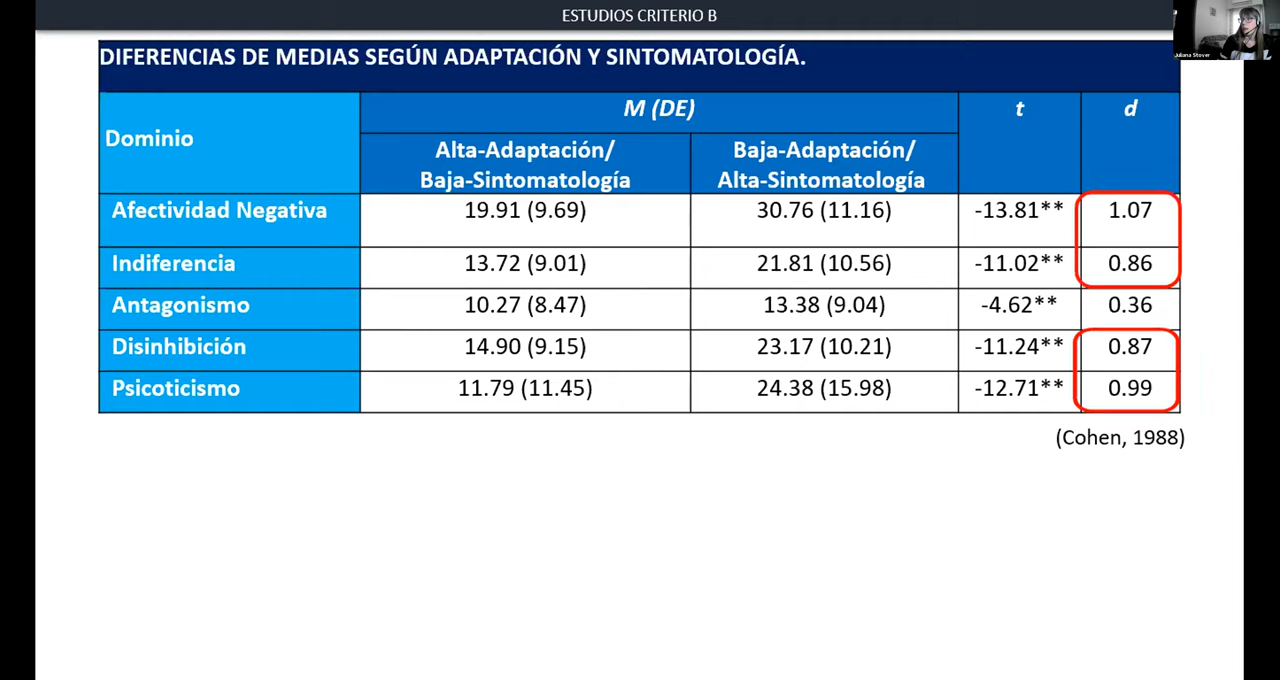 ESTUDIOS CRITERIO B
Juliana Stover
DIFERENCIAS DE MEDIAS SEGÚN ADAPTACIÓN Y SINTOMATOLOGÍA.
Dominio
M (DE)
t
d
Alta-Adaptación/
Baja-Sintomatología
Baja-Adaptación/
Alta-Sintomatología
Afectividad Negativa 19.91 (9.69) 30.76 (11.16) -13.81** 1.07
Indiferencia 13.72 (9.01) 21.81 (10.56) -11.02** 0.86
Antagonismo 10.27 (8.47) 13.38 (9.04) -4.62** 0.36
Disinhibición 14.90 (9.15) 23.17 (10.21) -11.24** 0.87
Psicoticismo 11.79 (11.45) 24.38 (15.98) -12.71** 0.99
(Cohen, 1988)